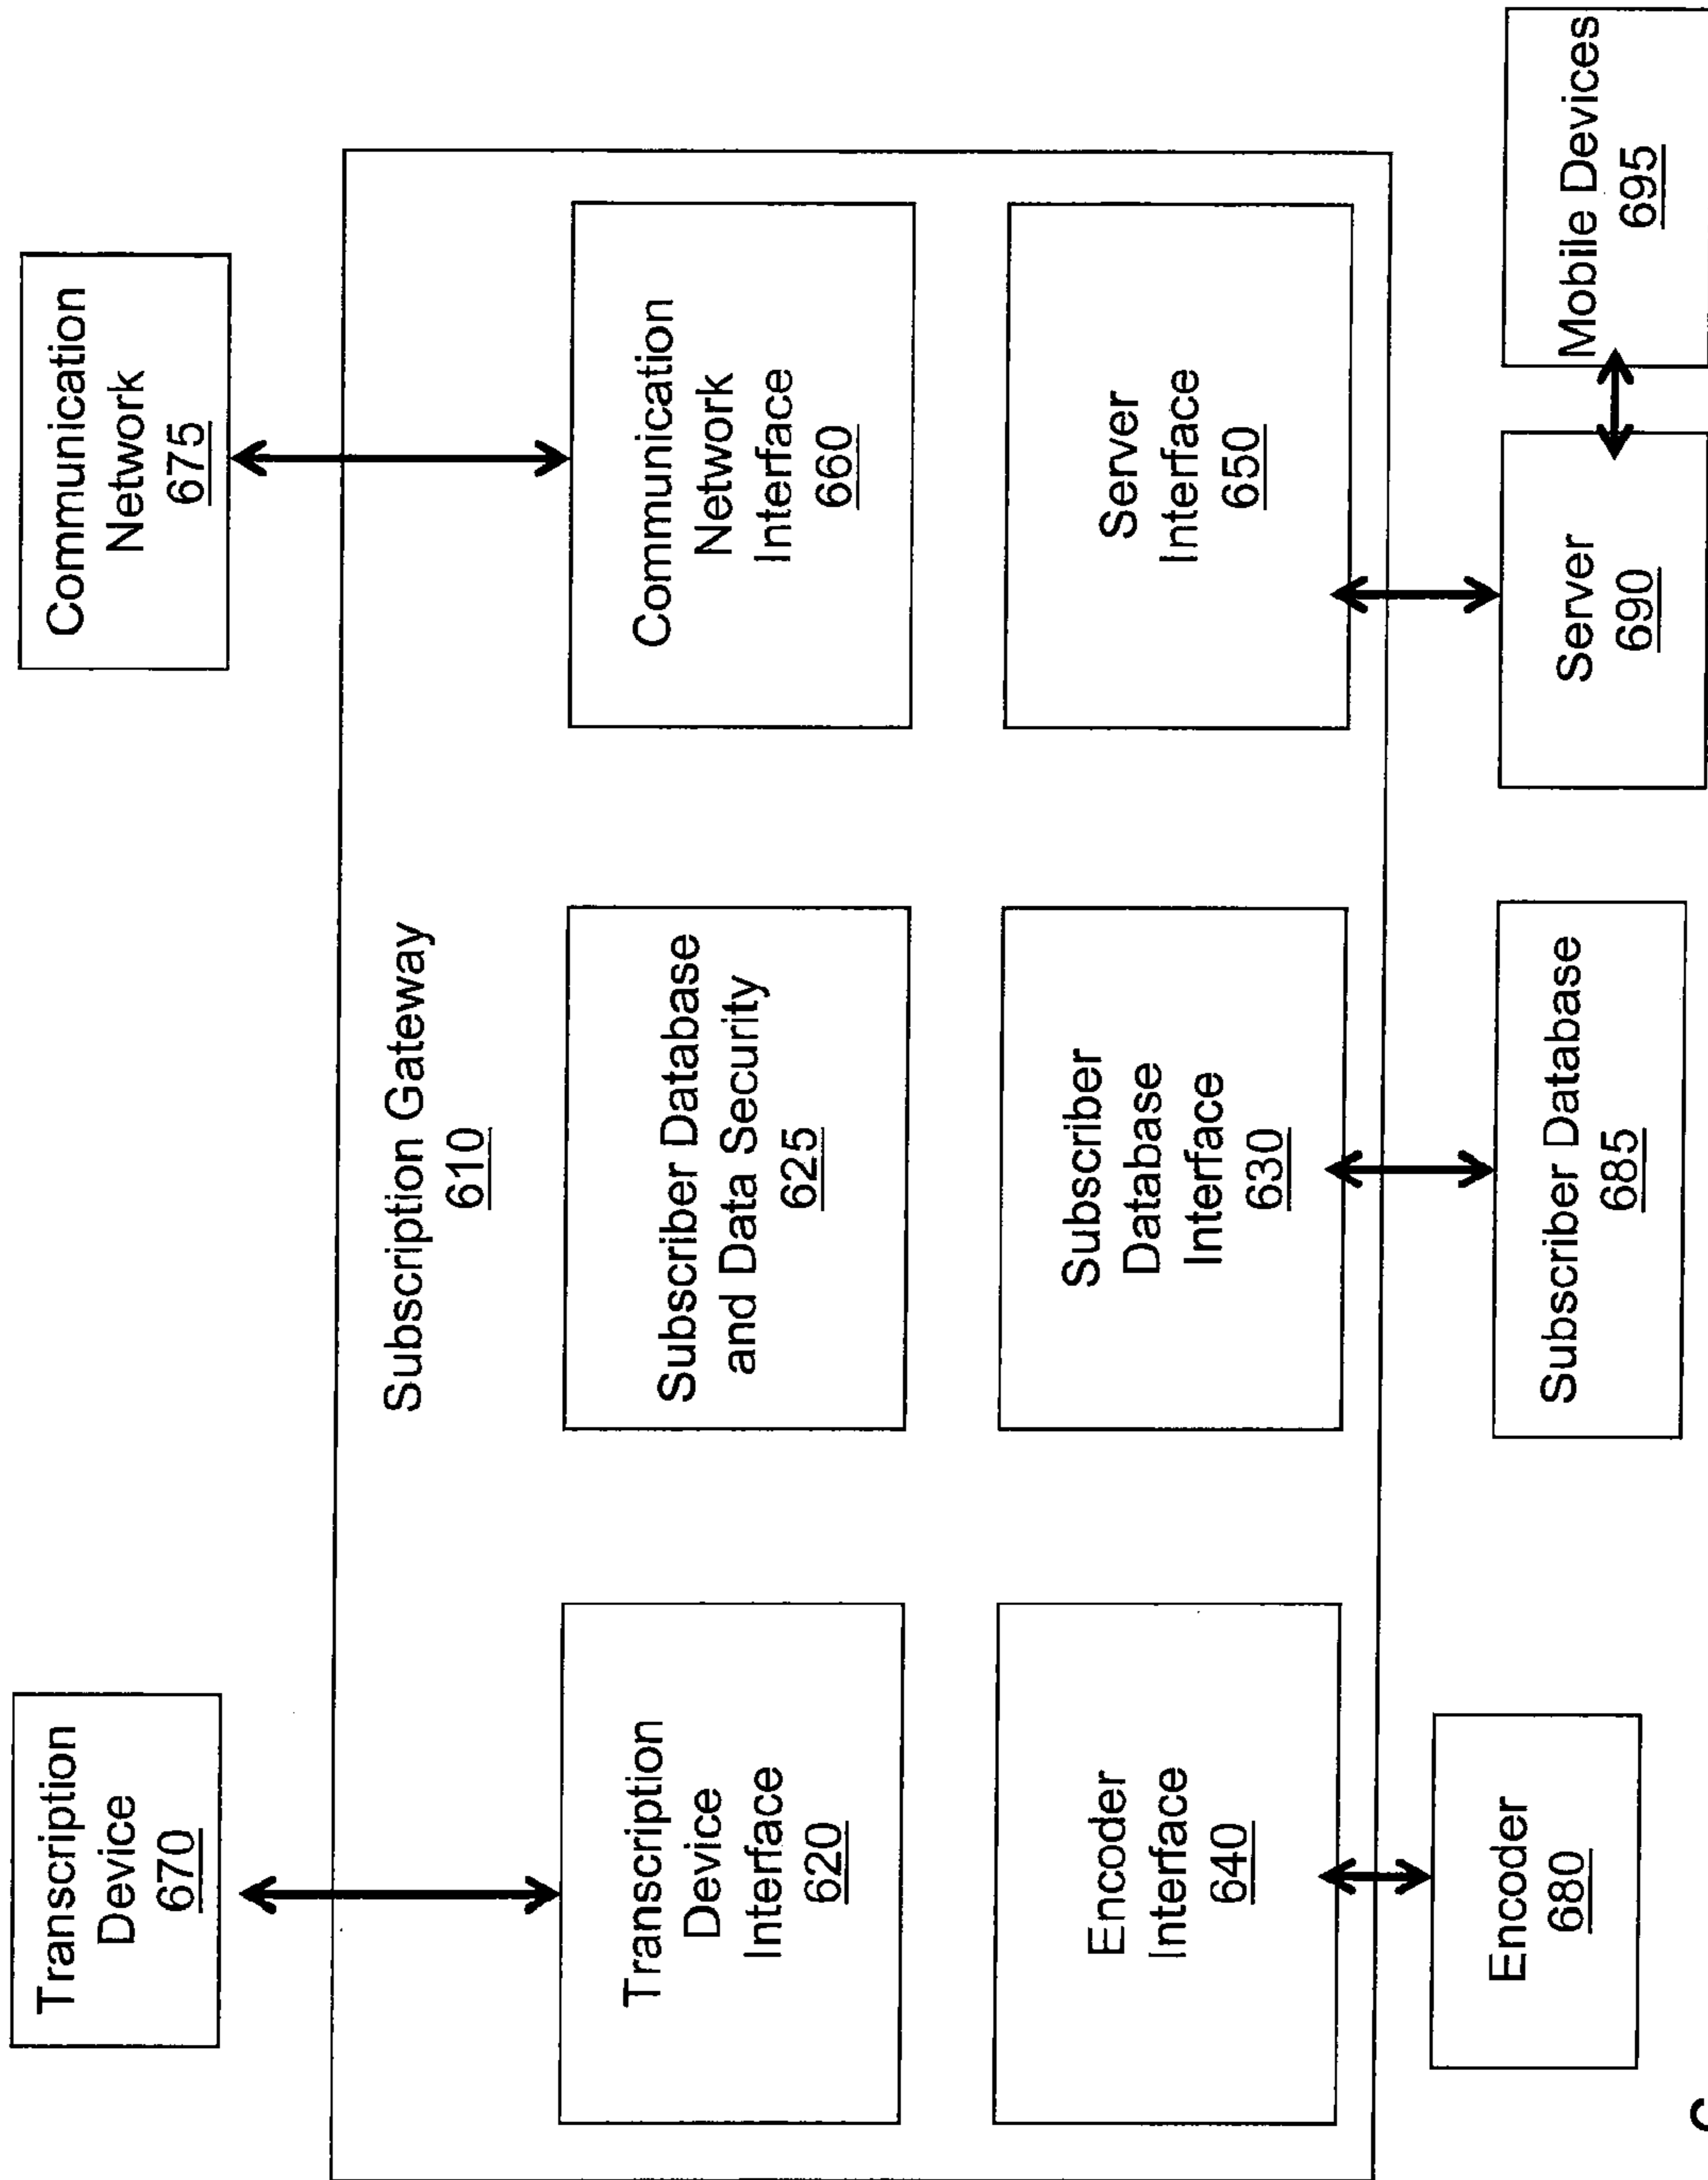 Transcription
Device
670
Communication
Network
675
Subscription Gateway
610
Transcription
Device
Interface
620
Subscriber Database
and Data Security
625
Communication
Network
Interface
660
Encoder
Interface
640
Subscriber
Database
Interface
630
Server
Interface
650
Encoder
680
Subscriber Database
685
Server
690
Mobile Devices
695